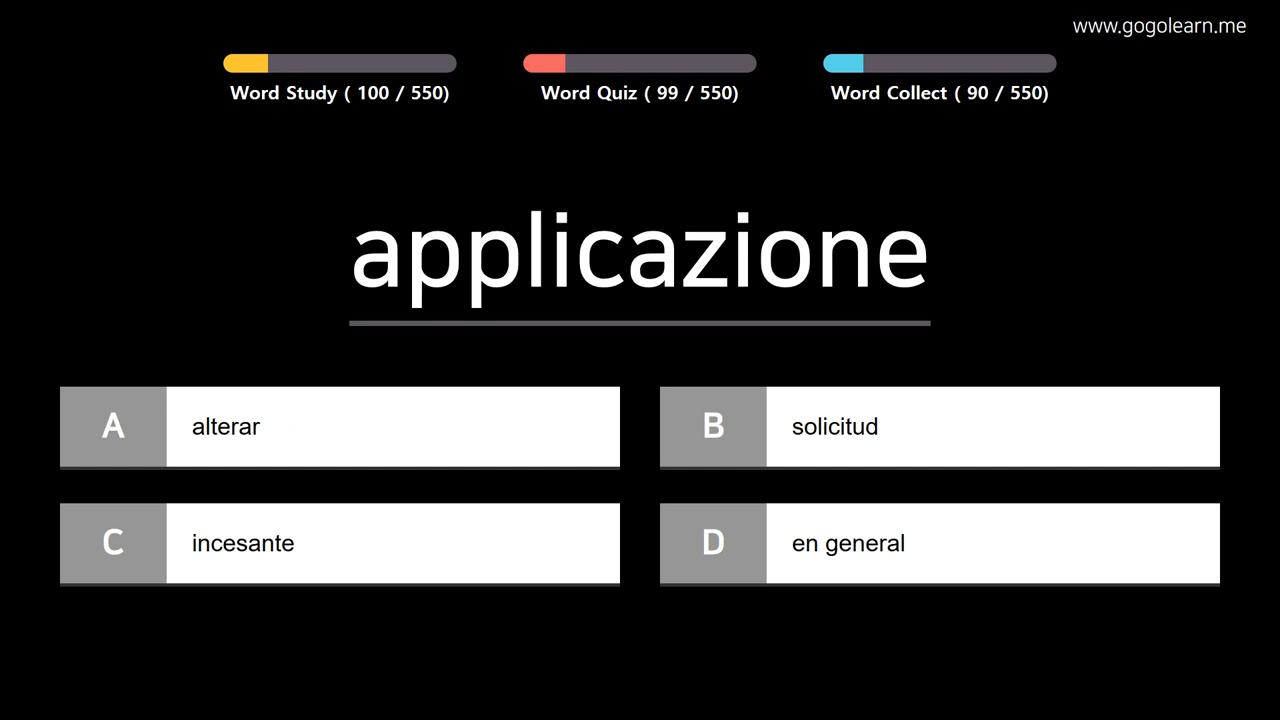 www.gogolearn.me
Word Study ( 100 / 550)
Word Quiz ( 99 / 550)
Word Collect ( 90 / 550)
applicazione
A alterar
B solicitud
C incesante
D en general